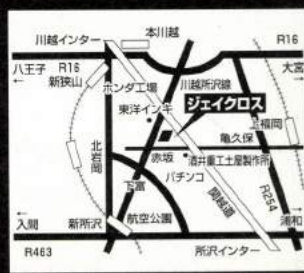 本川越
川越インター
八王子 R16
新狭山
R16
大宮
ホンダ工場
川越所沢線
東洋インキ
ジェイクロス
上福岡
亀久保
北岩岡
赤坂
酒井重工土屋製作所
パチンコ
下富
関越道
R254
入間
新所沢
航空公園
浦和
R463
所沢インター